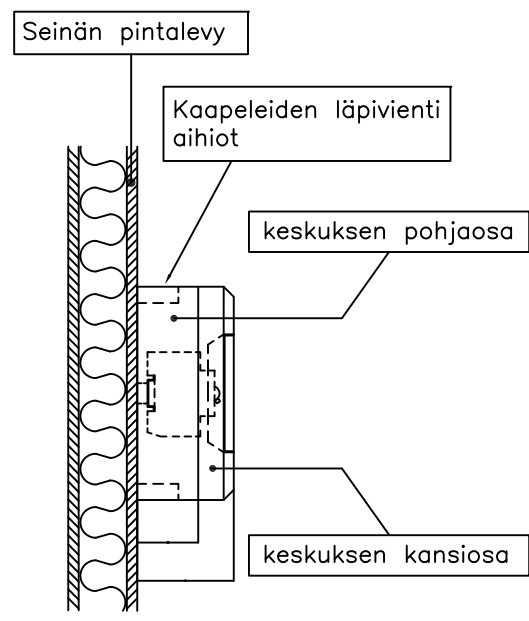 Seinän pintalevy
Kaapeleiden läpivienti
aihiot
keskuksen pohjaosa
keskuksen kansiosa